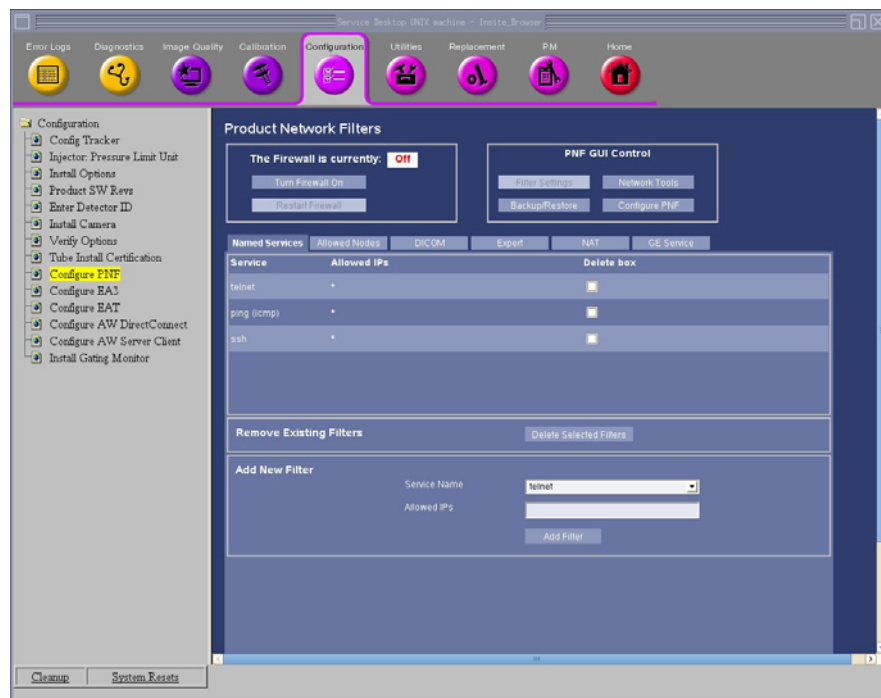 Service Desktop UNIX machine - Insite_Browser
Error Logs Diagnostics Image Quality Calibration Configuration Utilities Replacement PM Home
Configuration
Config Tracker
Injector: Pressure Limit Unit
Install Options
Product SW Revs
Enter Detector ID
Install Camera
Verify Options
Tube Install Certification
Configure PNF
Configure EA3
Configure EAT
Configure AW DirectConnect
Configure AW Server Client
Install Gating Monitor
Cleanup System Resets
Product Network Filters
The Firewall is currently: Off
Turn Firewall On
Restart Firewall
PNF GUI Control
Filter Settings Network Tools
Backup/Restore Configure PNF
Named Services Allowed Nodes DICOM Expert NAT GE Service
Service Allowed IPs Delete box
telnet *
ping (icmp) *
ssh *
Remove Existing Filters Delete Selected Filters
Add New Filter
Service Name telnet
Allowed IPs
Add Filter